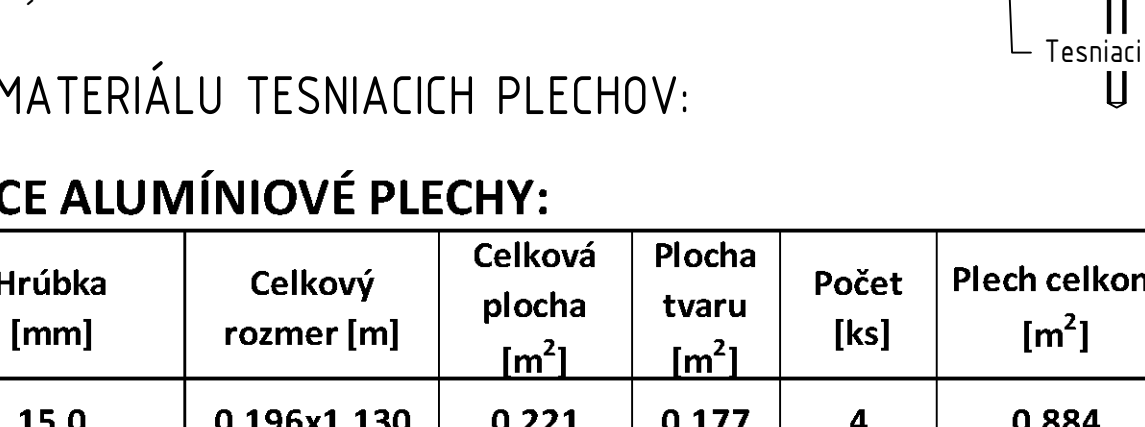 Tesniaci
MATERIÁLU TESNIACICH PLECHOV:
CE ALUMÍNIOVÉ PLECHY:
Hrúbka [mm]
Celkový rozmer [m]
Celková plocha [m²]
Plocha tvaru [m²]
Počet [ks]
Plech celkom [m²]
15.0 0.196x1.130 0.221 0.177 4 0.884